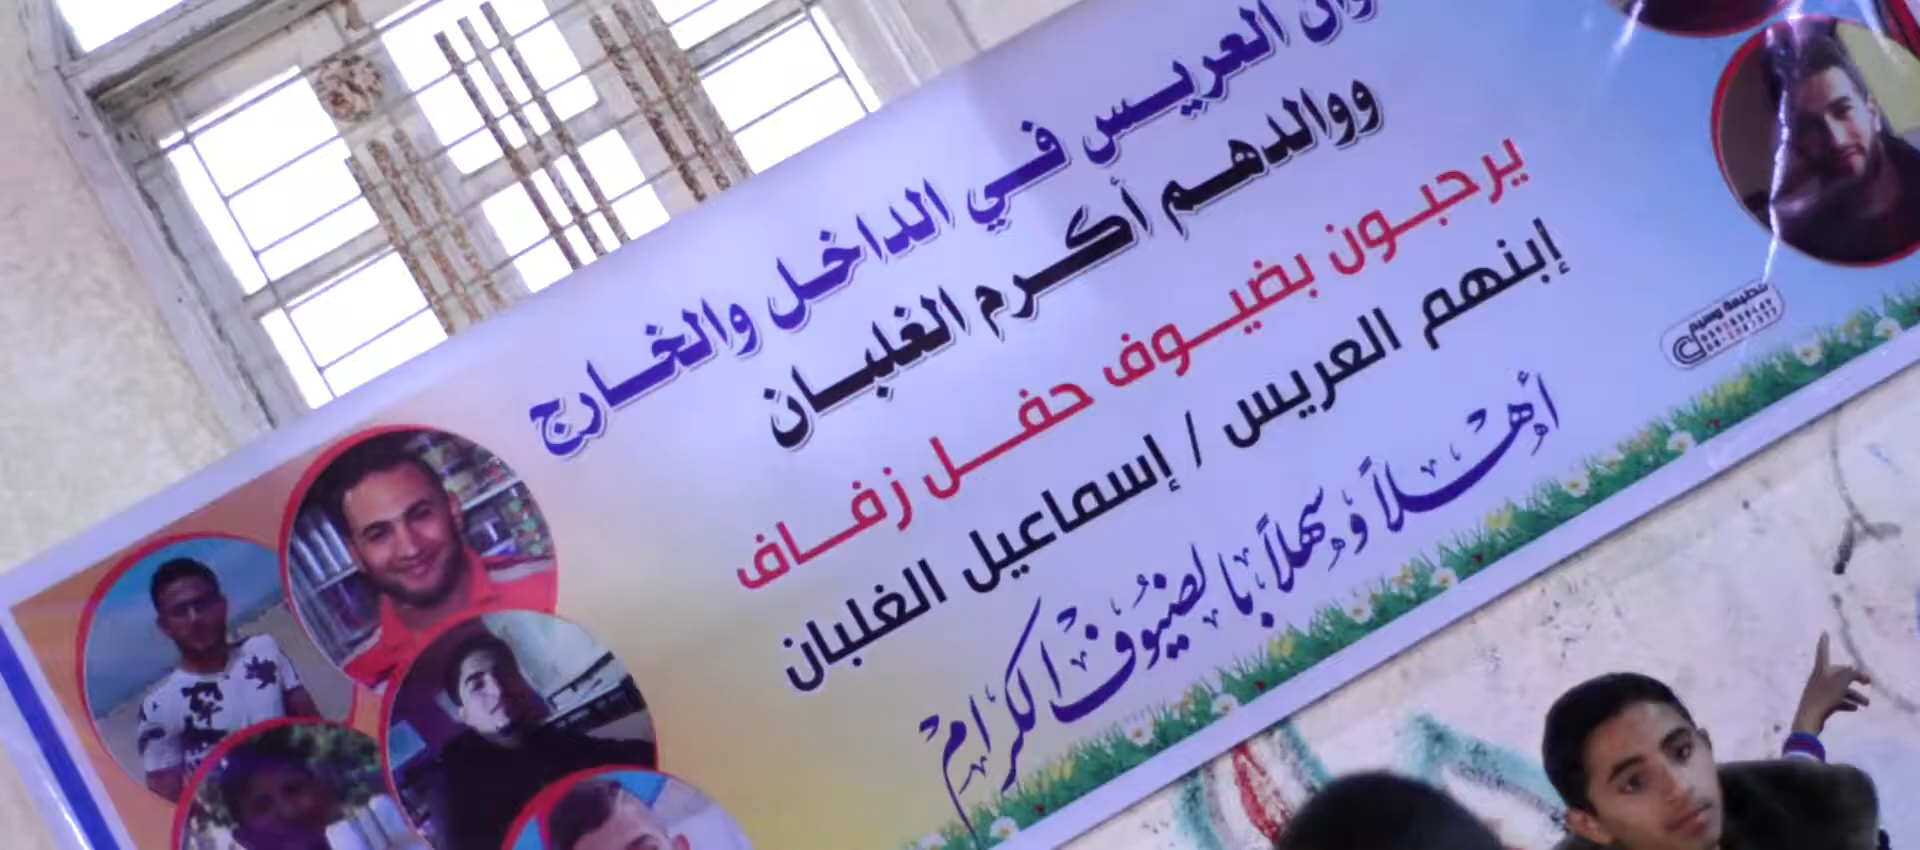 العريس في الداخل والخارج
ووالدهم أكرم الغلبان
يرحبون بضيوف حفل زفاف
إبنهم العريس / إسماعيل الغلبان
أهلاً وسهلاً بالضيوف الكرام